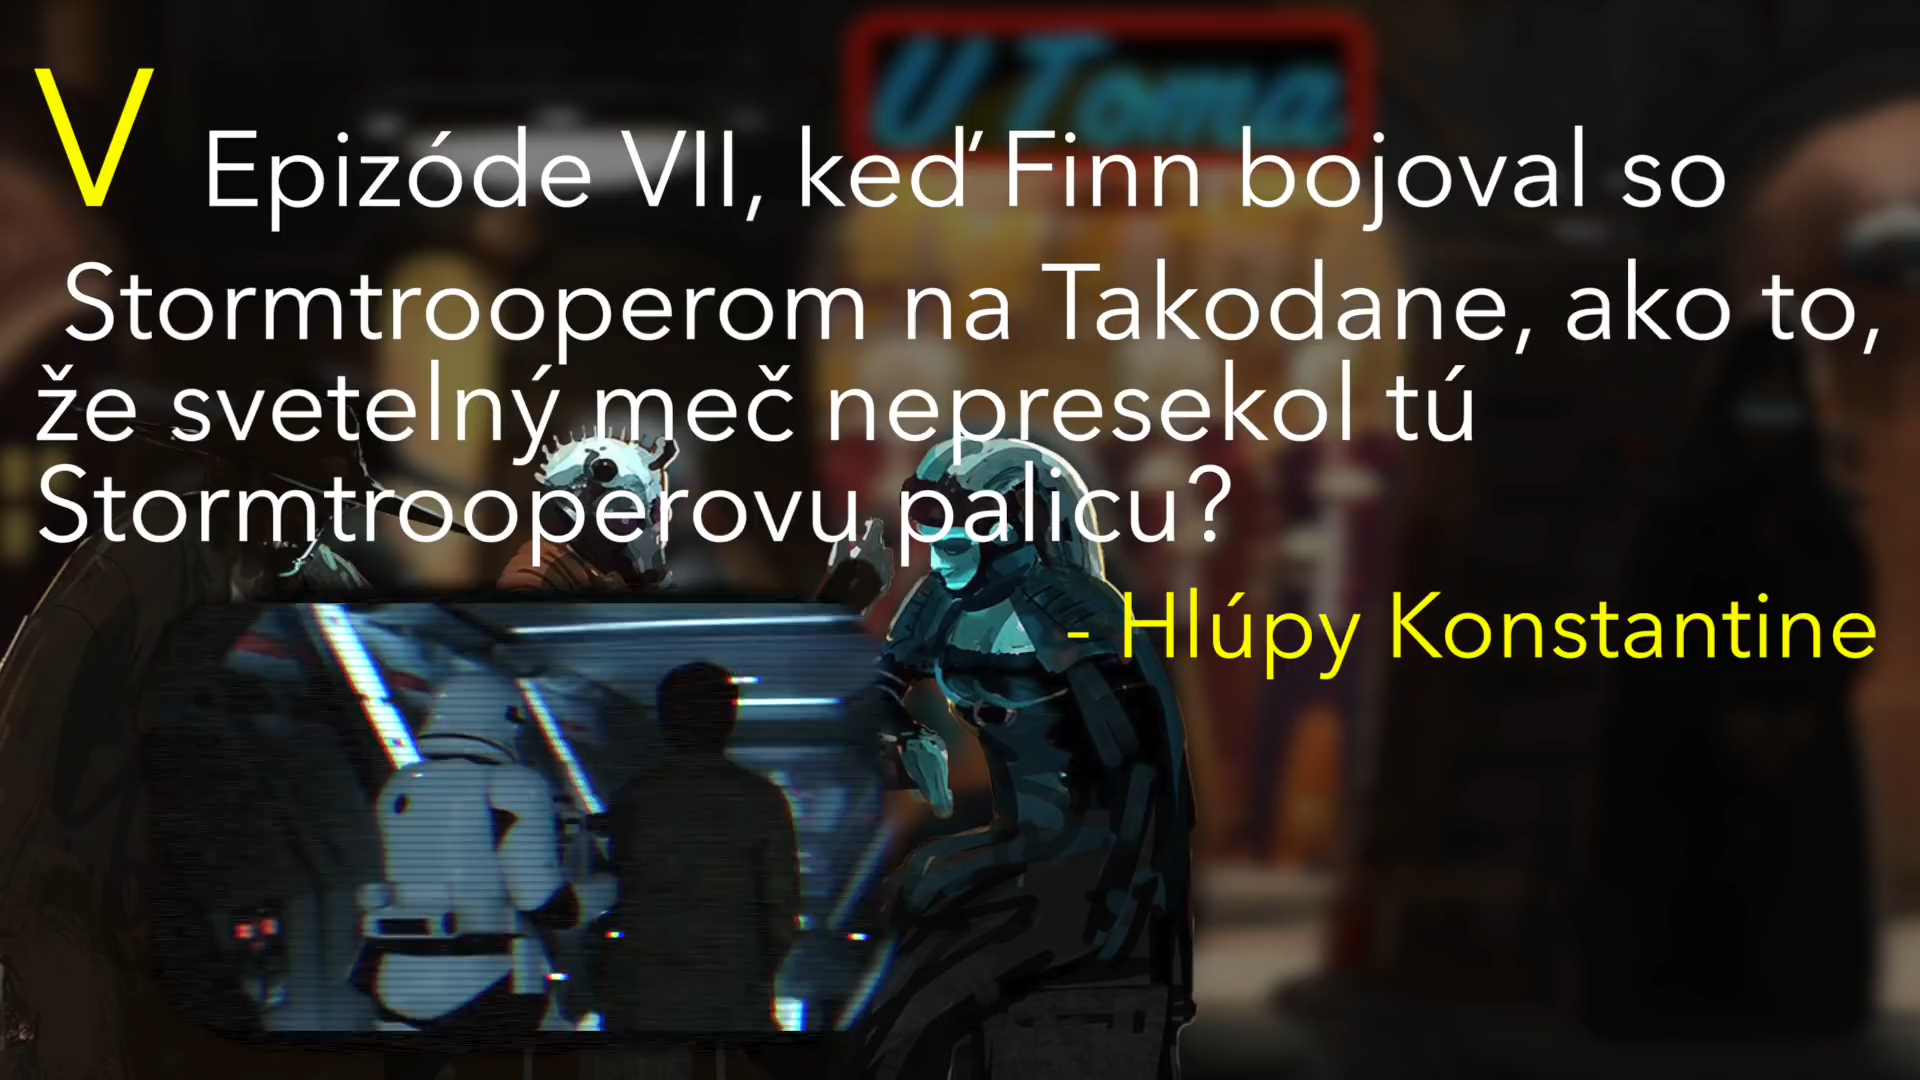 U Toma
V Epizóde VII, keď Finn bojoval so
Stormtrooperom na Takodane, ako to,
že svetelný meč nepresekol tú
Stormtrooperovu palicu?
- Hlúpy Konstantine